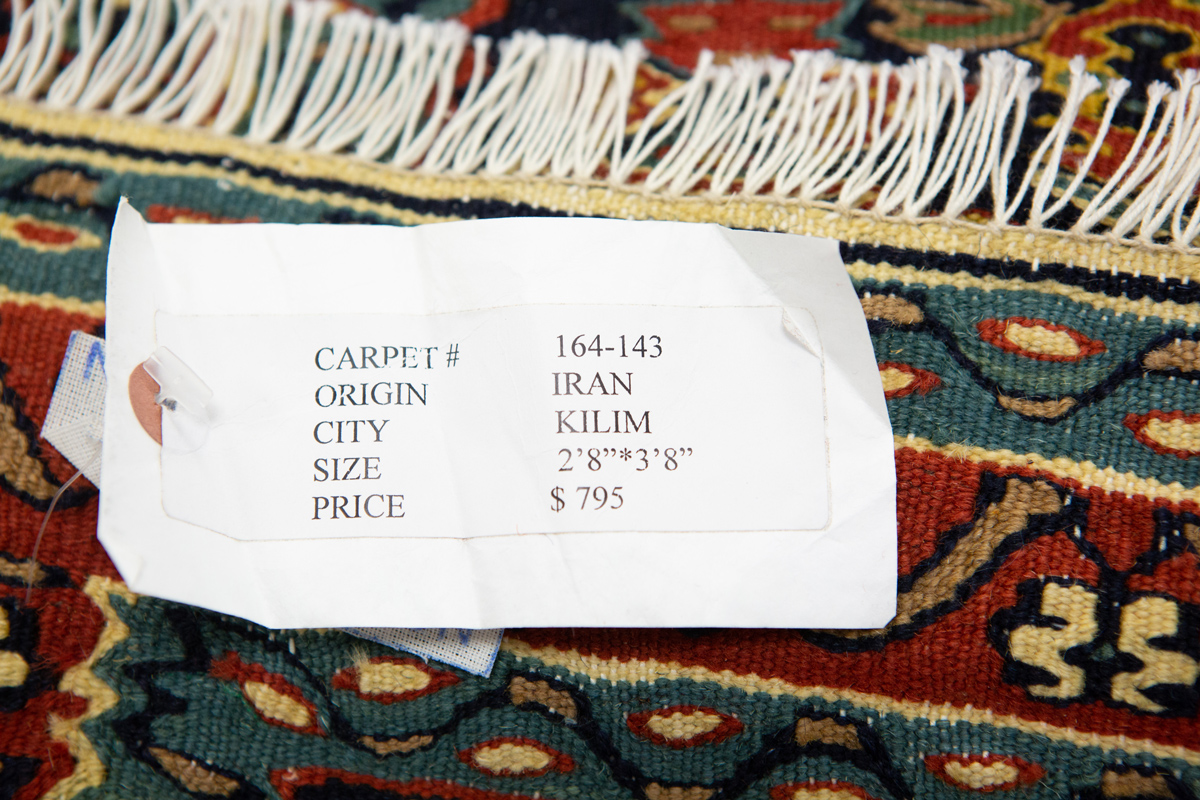 CARPET # 164-143
ORIGIN IRAN
CITY KILIM
SIZE 2’8”*3’8”
PRICE $ 795